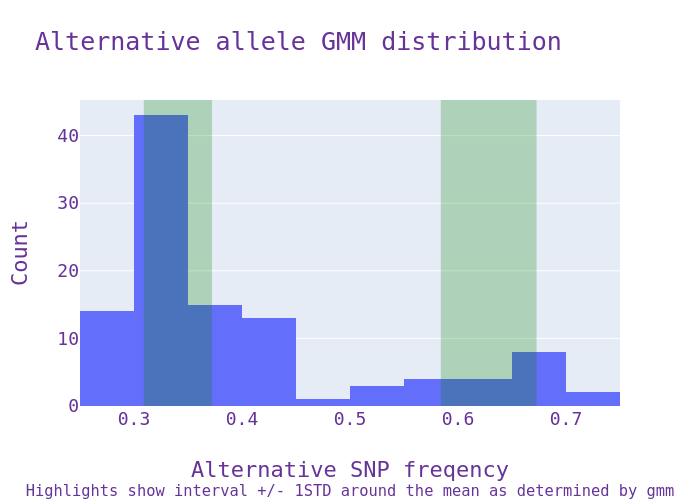 Alternative allele GMM distribution
40
30
20
10
0
Count
0.3
0.4
0.5
0.6
0.7
Alternative SNP freqency
Highlights show interval +/- 1STD around the mean as determined by gmm